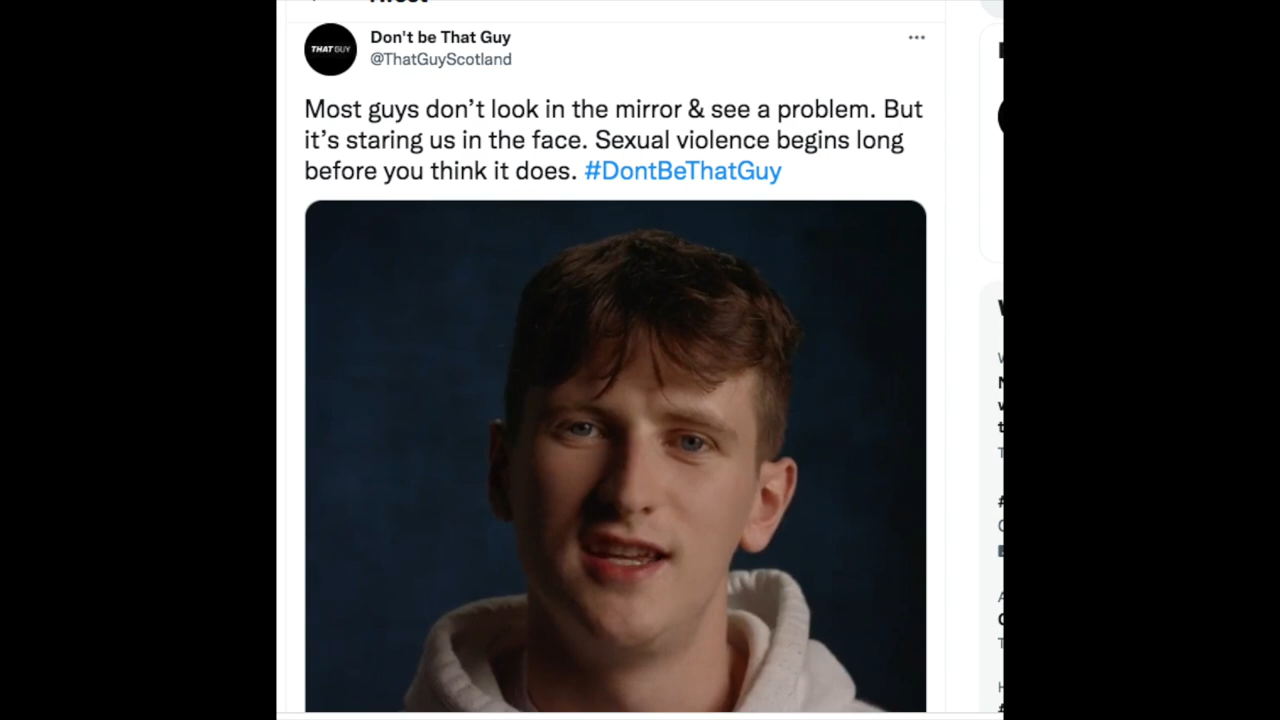 Don't be That Guy
THAT GUY
@ThatGuyScotland
Most guys don’t look in the mirror & see a problem. But
it’s staring us in the face. Sexual violence begins long
before you think it does. #DontBeThatGuy